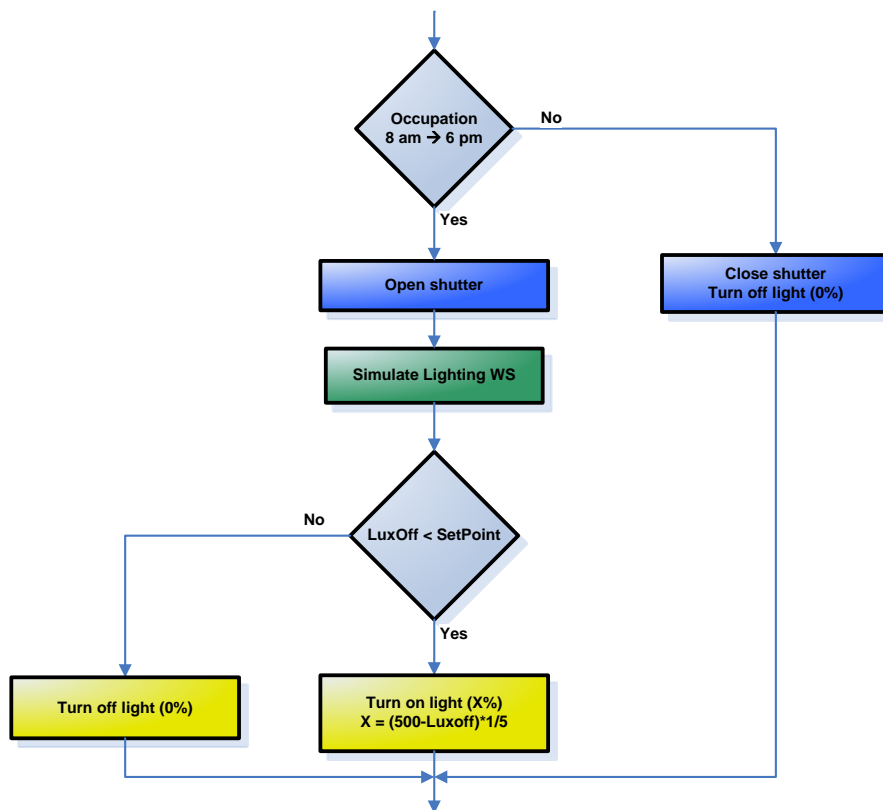 Occupation
8 am → 6 pm
No
Yes
Open shutter
Close shutter
Turn off light (0%)
Simulate Lighting WS
No
LuxOff < SetPoint
Yes
Turn off light (0%)
Turn on light (X%)
X = (500-Luxoff)*1/5